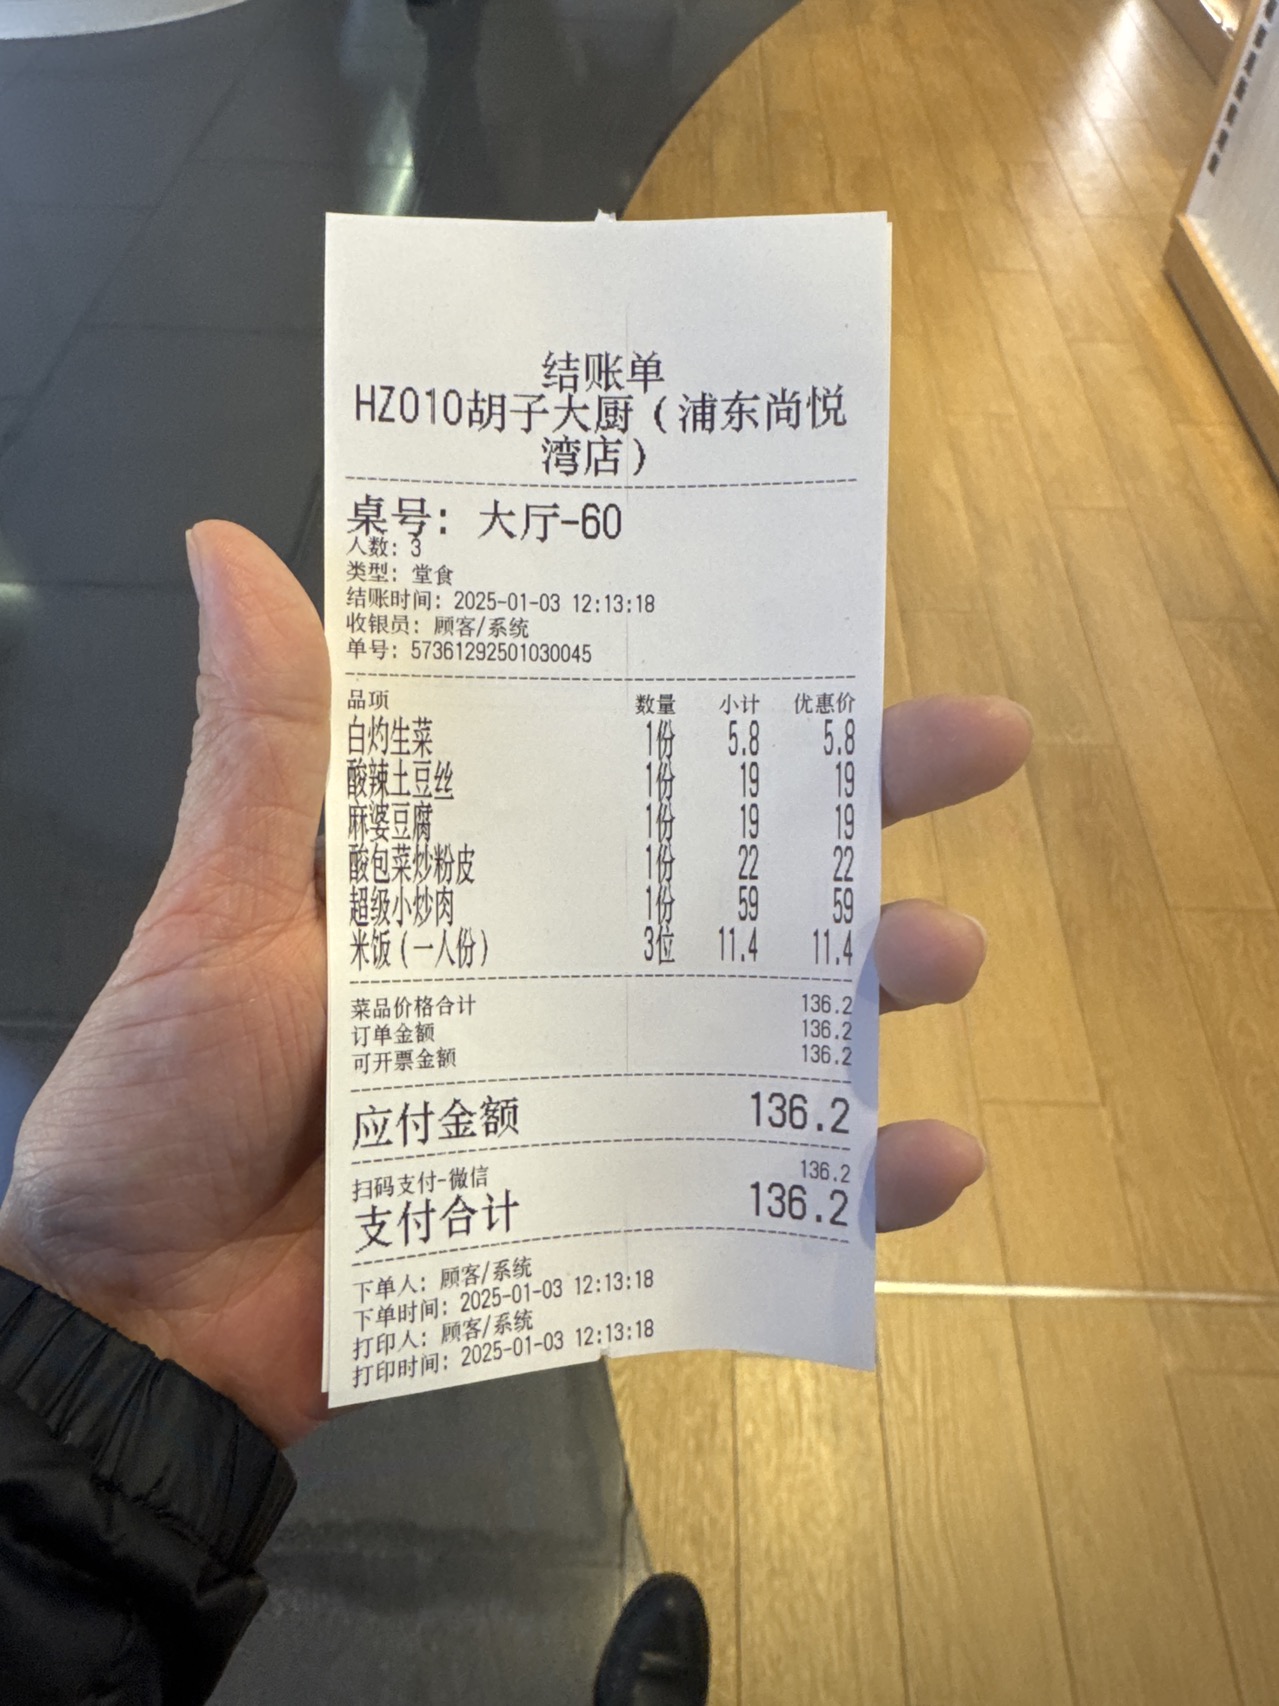 结账单
HZ010胡子大厨（浦东尚悦
湾店）
桌号：大厅-60
人数：3
类型：堂食
结账时间：2025-01-03 12:13:18
收银员：顾客/系统
单号：57361292501030045
品项 数量 小计 优惠价
白灼生菜 1份 5.8 5.8
酸辣土豆丝 1份 19 19
麻婆豆腐 1份 19 19
酸包菜炒粉皮 1份 22 22
超级小炒肉 1份 59 59
米饭（一人份） 3位 11.4 11.4
菜品价格合计 136.2
订单金额 136.2
可开票金额 136.2
应付金额 136.2
扫码支付-微信 136.2
支付合计 136.2
下单人：顾客/系统
下单时间：2025-01-03 12:13:18
打印人：顾客/系统
打印时间：2025-01-03 12:13:18